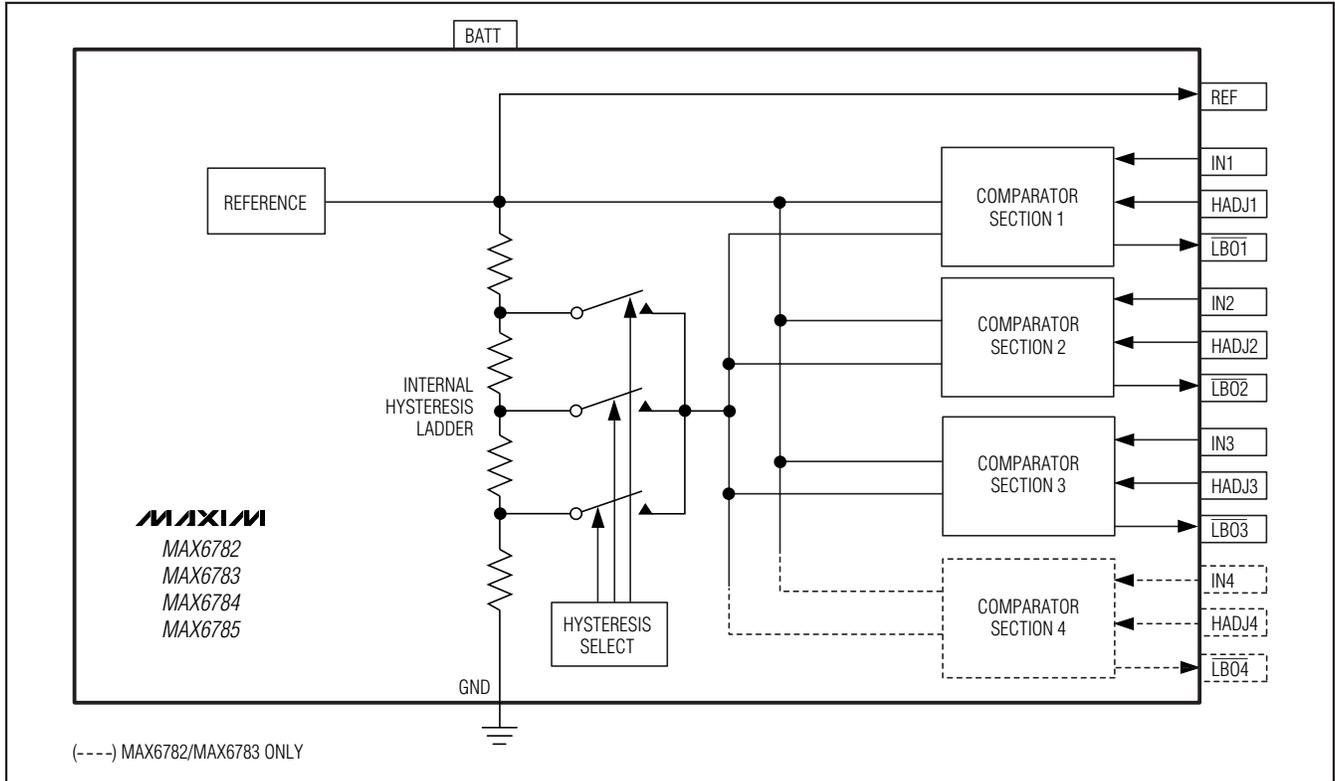 BATT
REF
REFERENCE
COMPARATOR
SECTION 1
IN1
HADJ1
LBO1
COMPARATOR
SECTION 2
IN2
HADJ2
LBO2
INTERNAL
HYSTERESIS
LADDER
COMPARATOR
SECTION 3
IN3
HADJ3
LBO3
MAXIM
MAX6782
MAX6783
MAX6784
MAX6785
HYSTERESIS
SELECT
COMPARATOR
SECTION 4
IN4
HADJ4
LBO4
GND
(----) MAX6782/MAX6783 ONLY